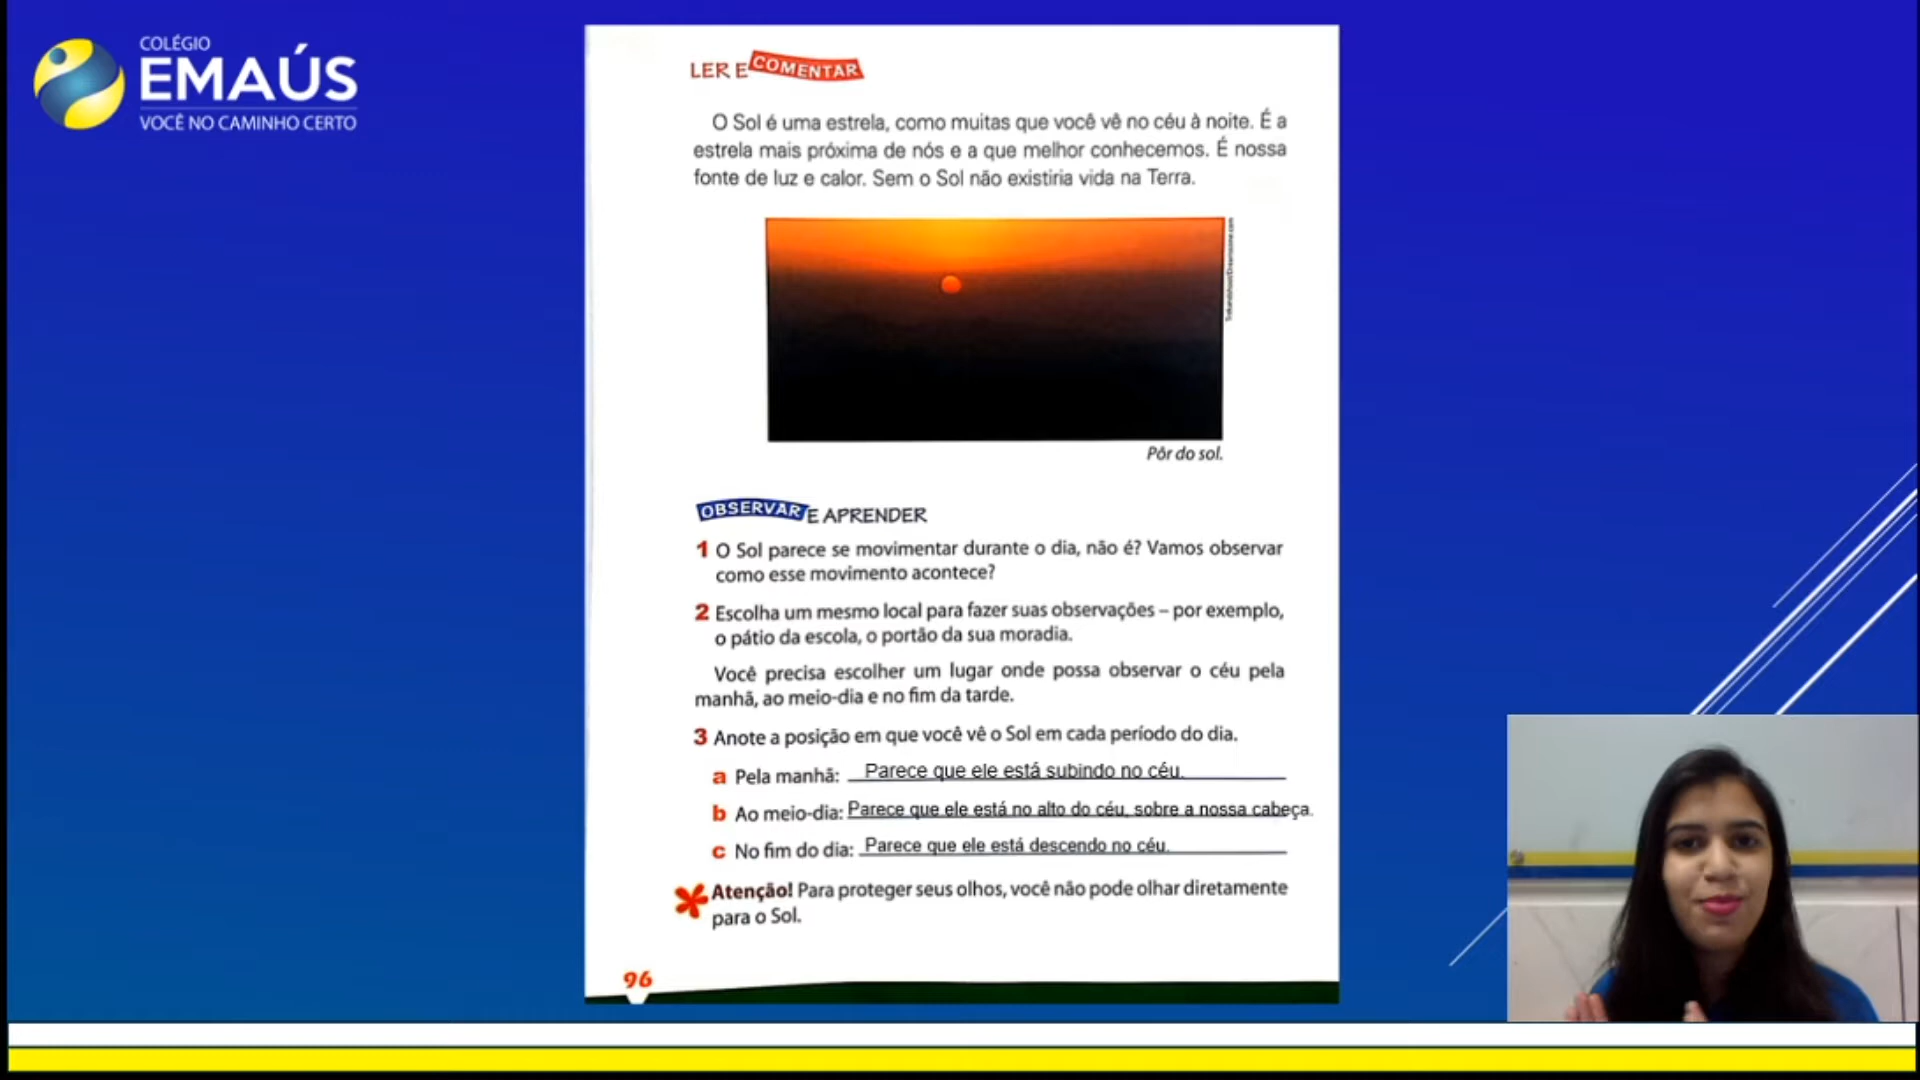 COLÉGIO
EMAÚS
VOCÊ NO CAMINHO CERTO
LER E COMENTAR
O Sol é uma estrela, como muitas que você vê no céu à noite. É a
estrela mais próxima de nós e a que melhor conhecemos. É nossa
fonte de luz e calor. Sem o Sol não existiria vida na Terra.
Pôr do sol.
OBSERVAR E APRENDER
1 O Sol parece se movimentar durante o dia, não é? Vamos observar
como esse movimento acontece?
2 Escolha um mesmo local para fazer suas observações – por exemplo,
o pátio da escola, o portão da sua moradia.
Você precisa escolher um lugar onde possa observar o céu pela
manhã, ao meio-dia e no fim da tarde.
3 Anote a posição em que você vê o Sol em cada período do dia.
a Pela manhã: Parece que ele está subindo no céu.
b Ao meio-dia: Parece que ele está no alto do céu, sobre a nossa cabeça.
c No fim do dia: Parece que ele está descendo no céu.
Atenção! Para proteger seus olhos, você não pode olhar diretamente
para o Sol.
96